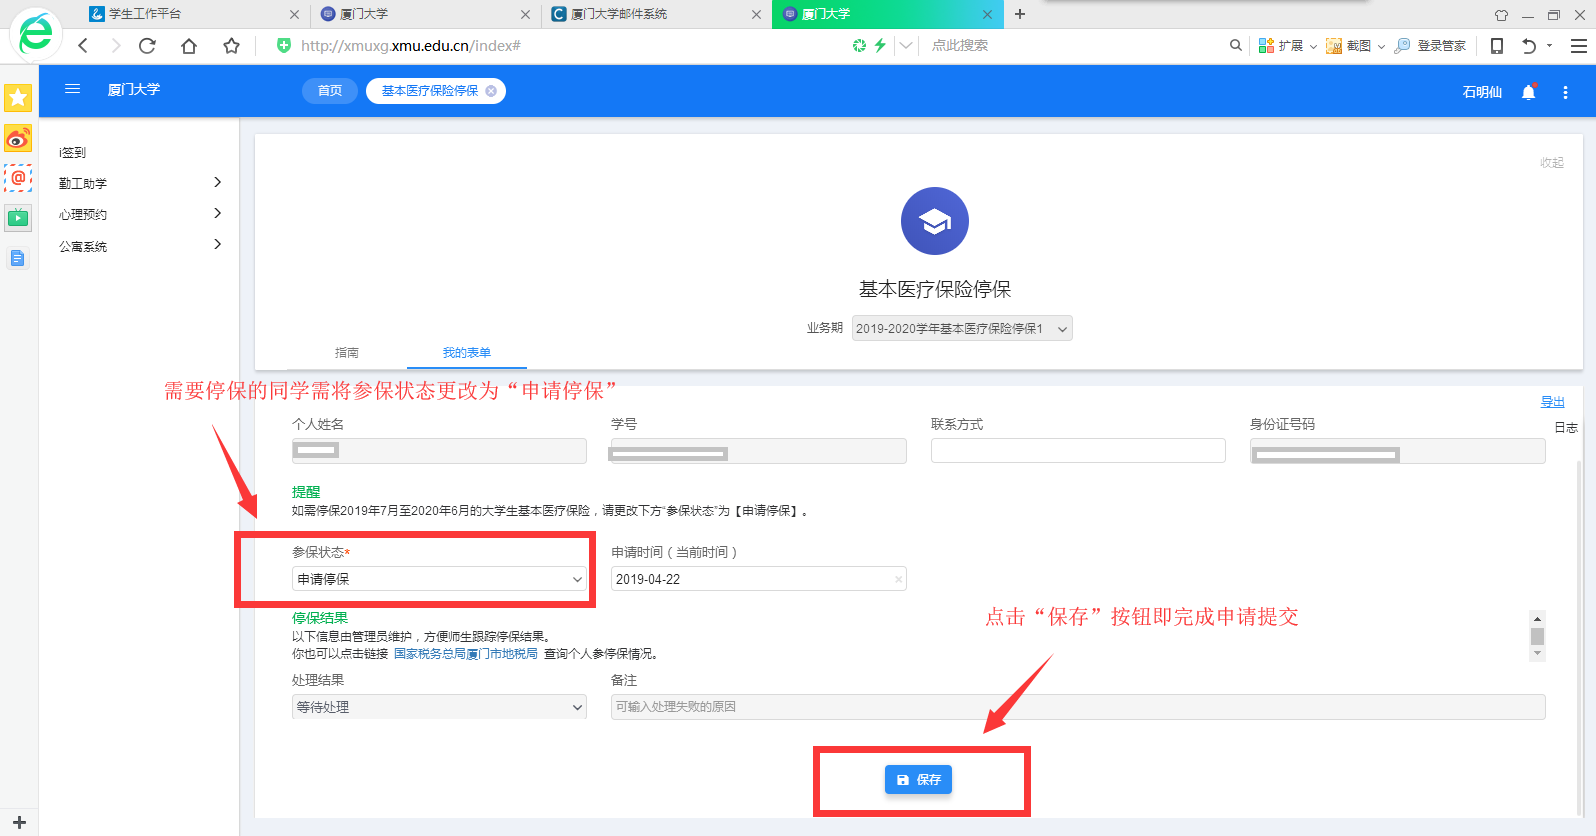 学生工作平台
厦门大学
厦门大学邮件系统
厦门大学
http://xmuxg.xmu.edu.cn/index#
点此搜索
扩展
截图
登录管家
厦门大学
首页
基本医疗保险停保
石明仙
i签到
勤工助学
心理预约
公寓系统
收起
基本医疗保险停保
业务期
2019-2020学年基本医疗保险停保1
指南
我的表单
需要停保的同学需将参保状态更改为“申请停保”
导出
日志
个人姓名
学号
联系方式
身份证号码
提醒
如需停保2019年7月至2020年6月的大学生基本医疗保险，请更改下方“参保状态”为【申请停保】。
参保状态*
申请时间（当前时间）
申请停保
2019-04-22
停保结果
以下信息由管理员维护，方便师生跟踪停保结果。
你也可以点击链接 国家税务总局厦门市地税局 查询个人参停保情况。
点击“保存”按钮即完成申请提交
处理结果
备注
等待处理
可输入处理失败的原因
保存